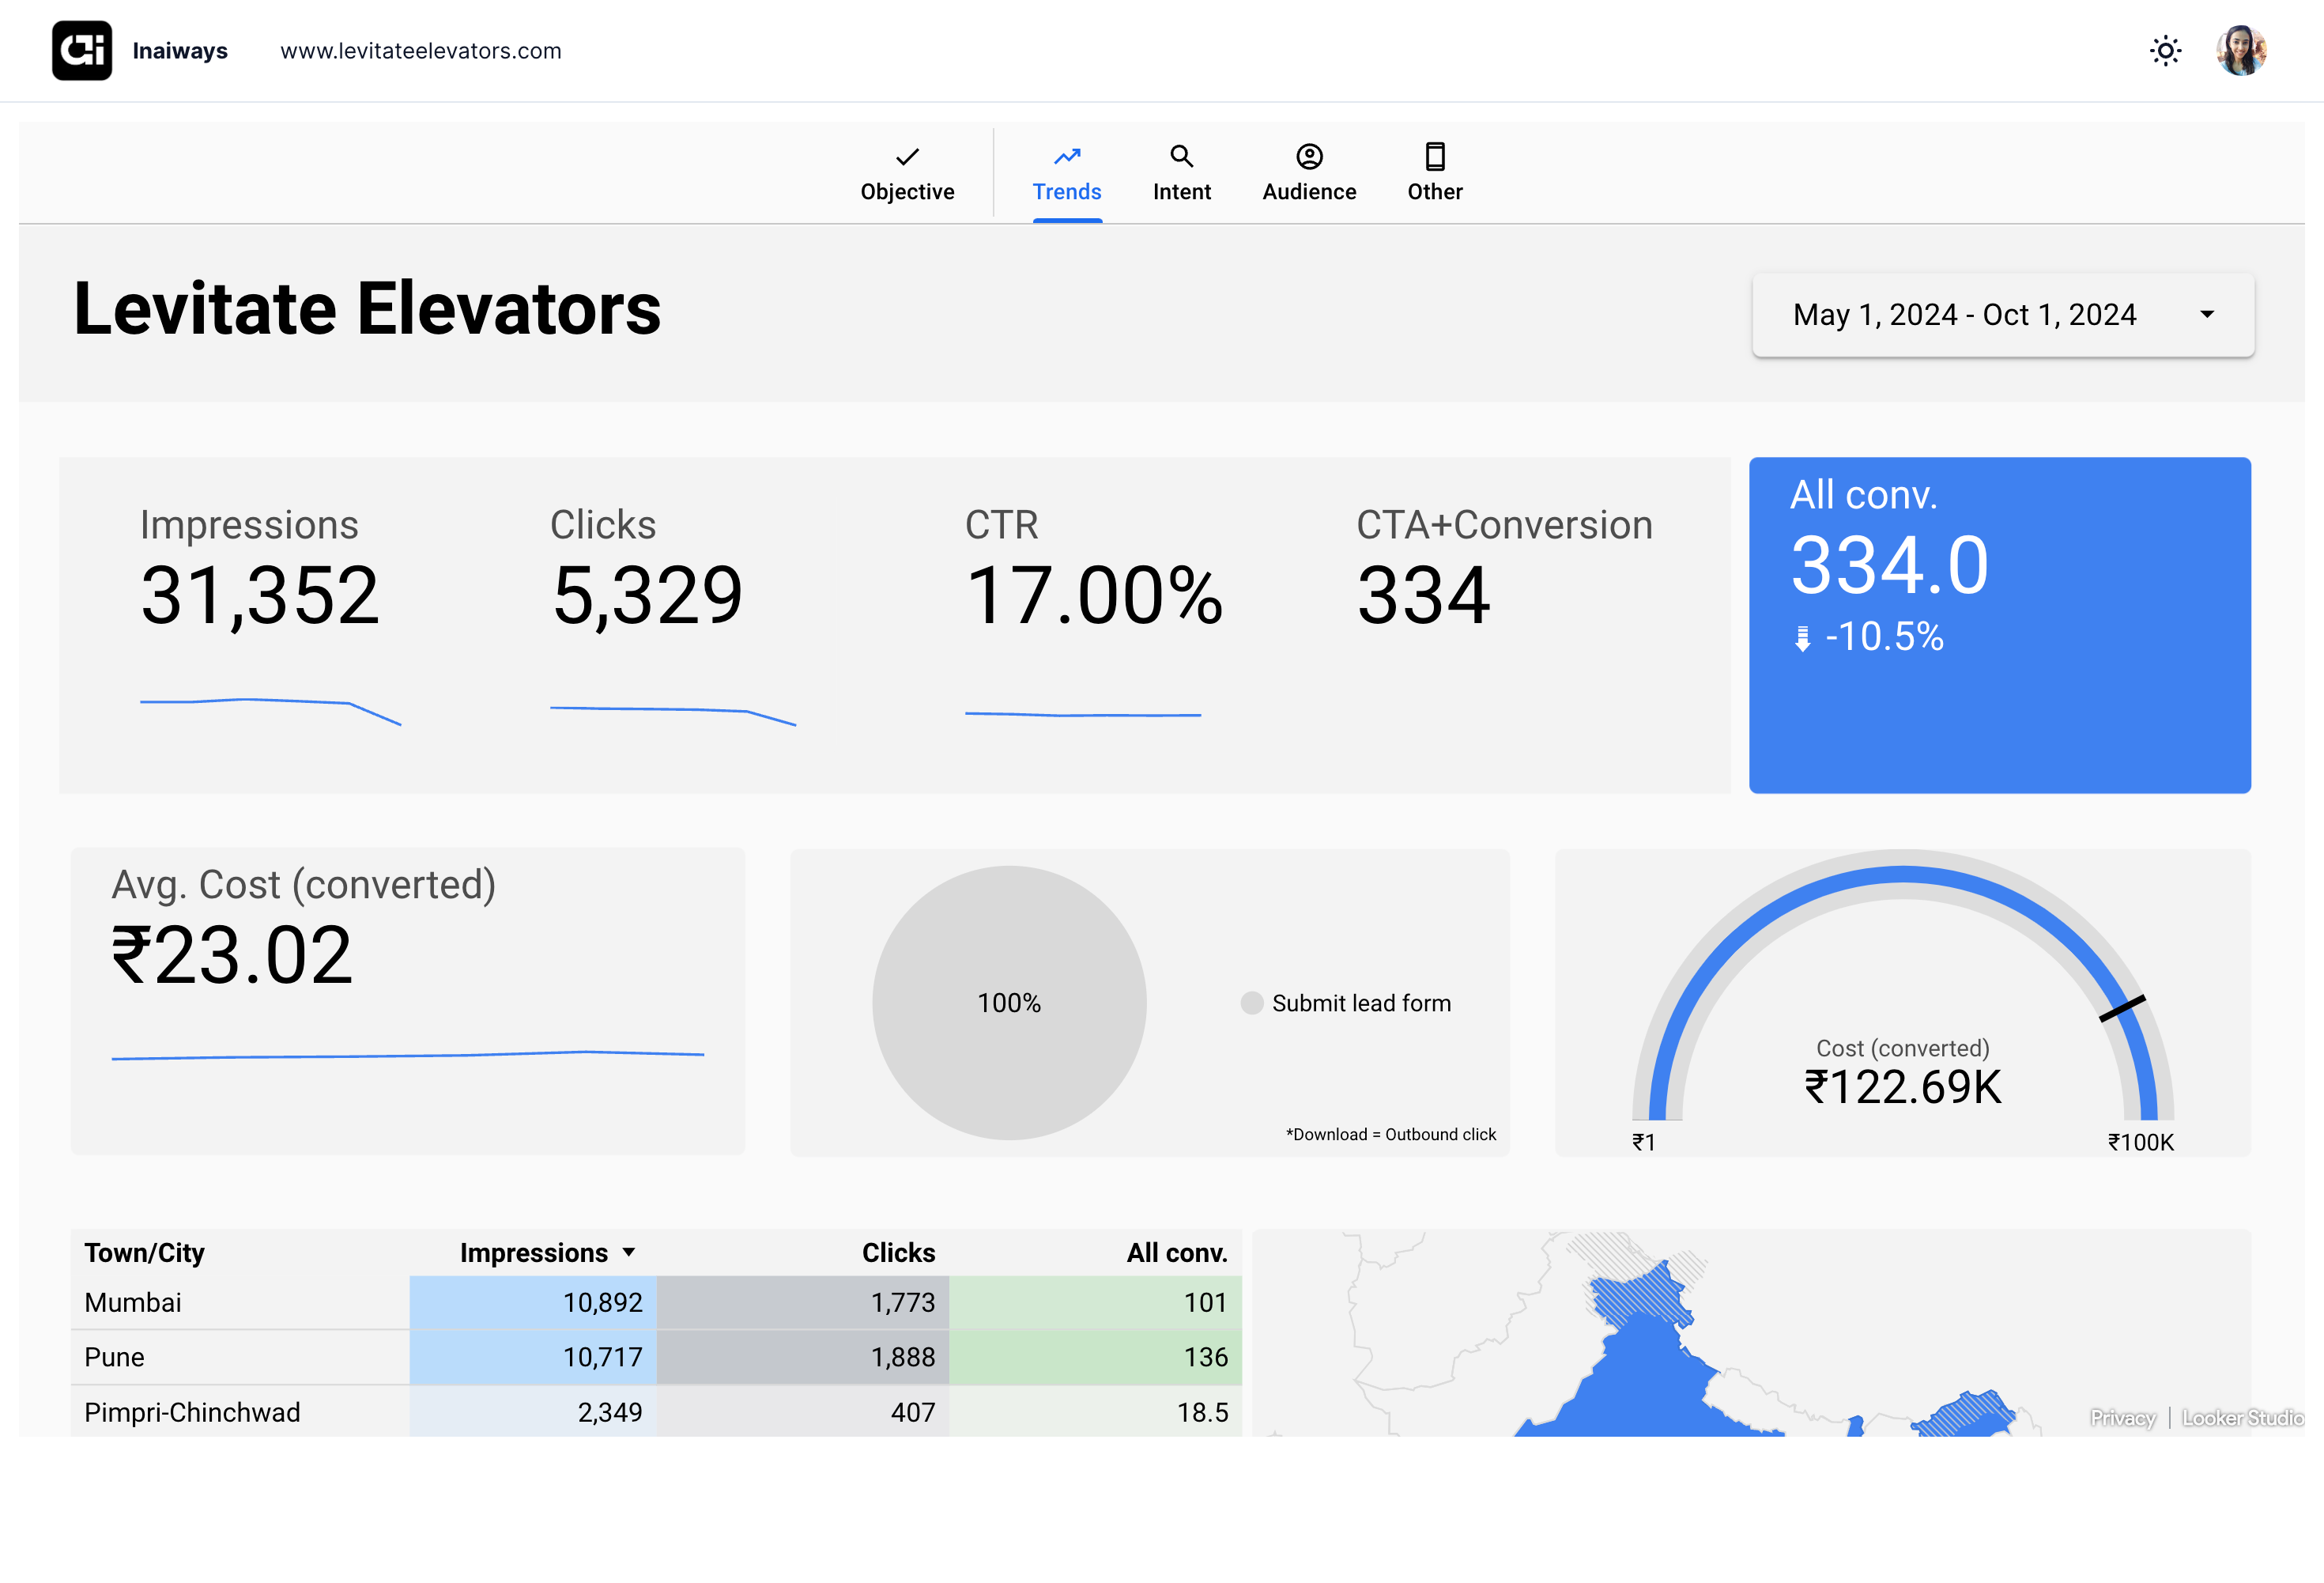 Inaiways
www.levitateelevators.com
Objective
Trends
Intent
Audience
Other
Levitate Elevators
May 1, 2024 - Oct 1, 2024
Impressions
31,352
Clicks
5,329
CTR
17.00%
CTA+Conversion
334
All conv.
334.0
-10.5%
Avg. Cost (converted)
₹23.02
100%
Submit lead form
*Download = Outbound click
Cost (converted)
₹122.69K
₹1
₹100K
Town/City Impressions Clicks All conv.
Mumbai 10,892 1,773 101
Pune 10,717 1,888 136
Pimpri-Chinchwad 2,349 407 18.5
Privacy
Looker Studio